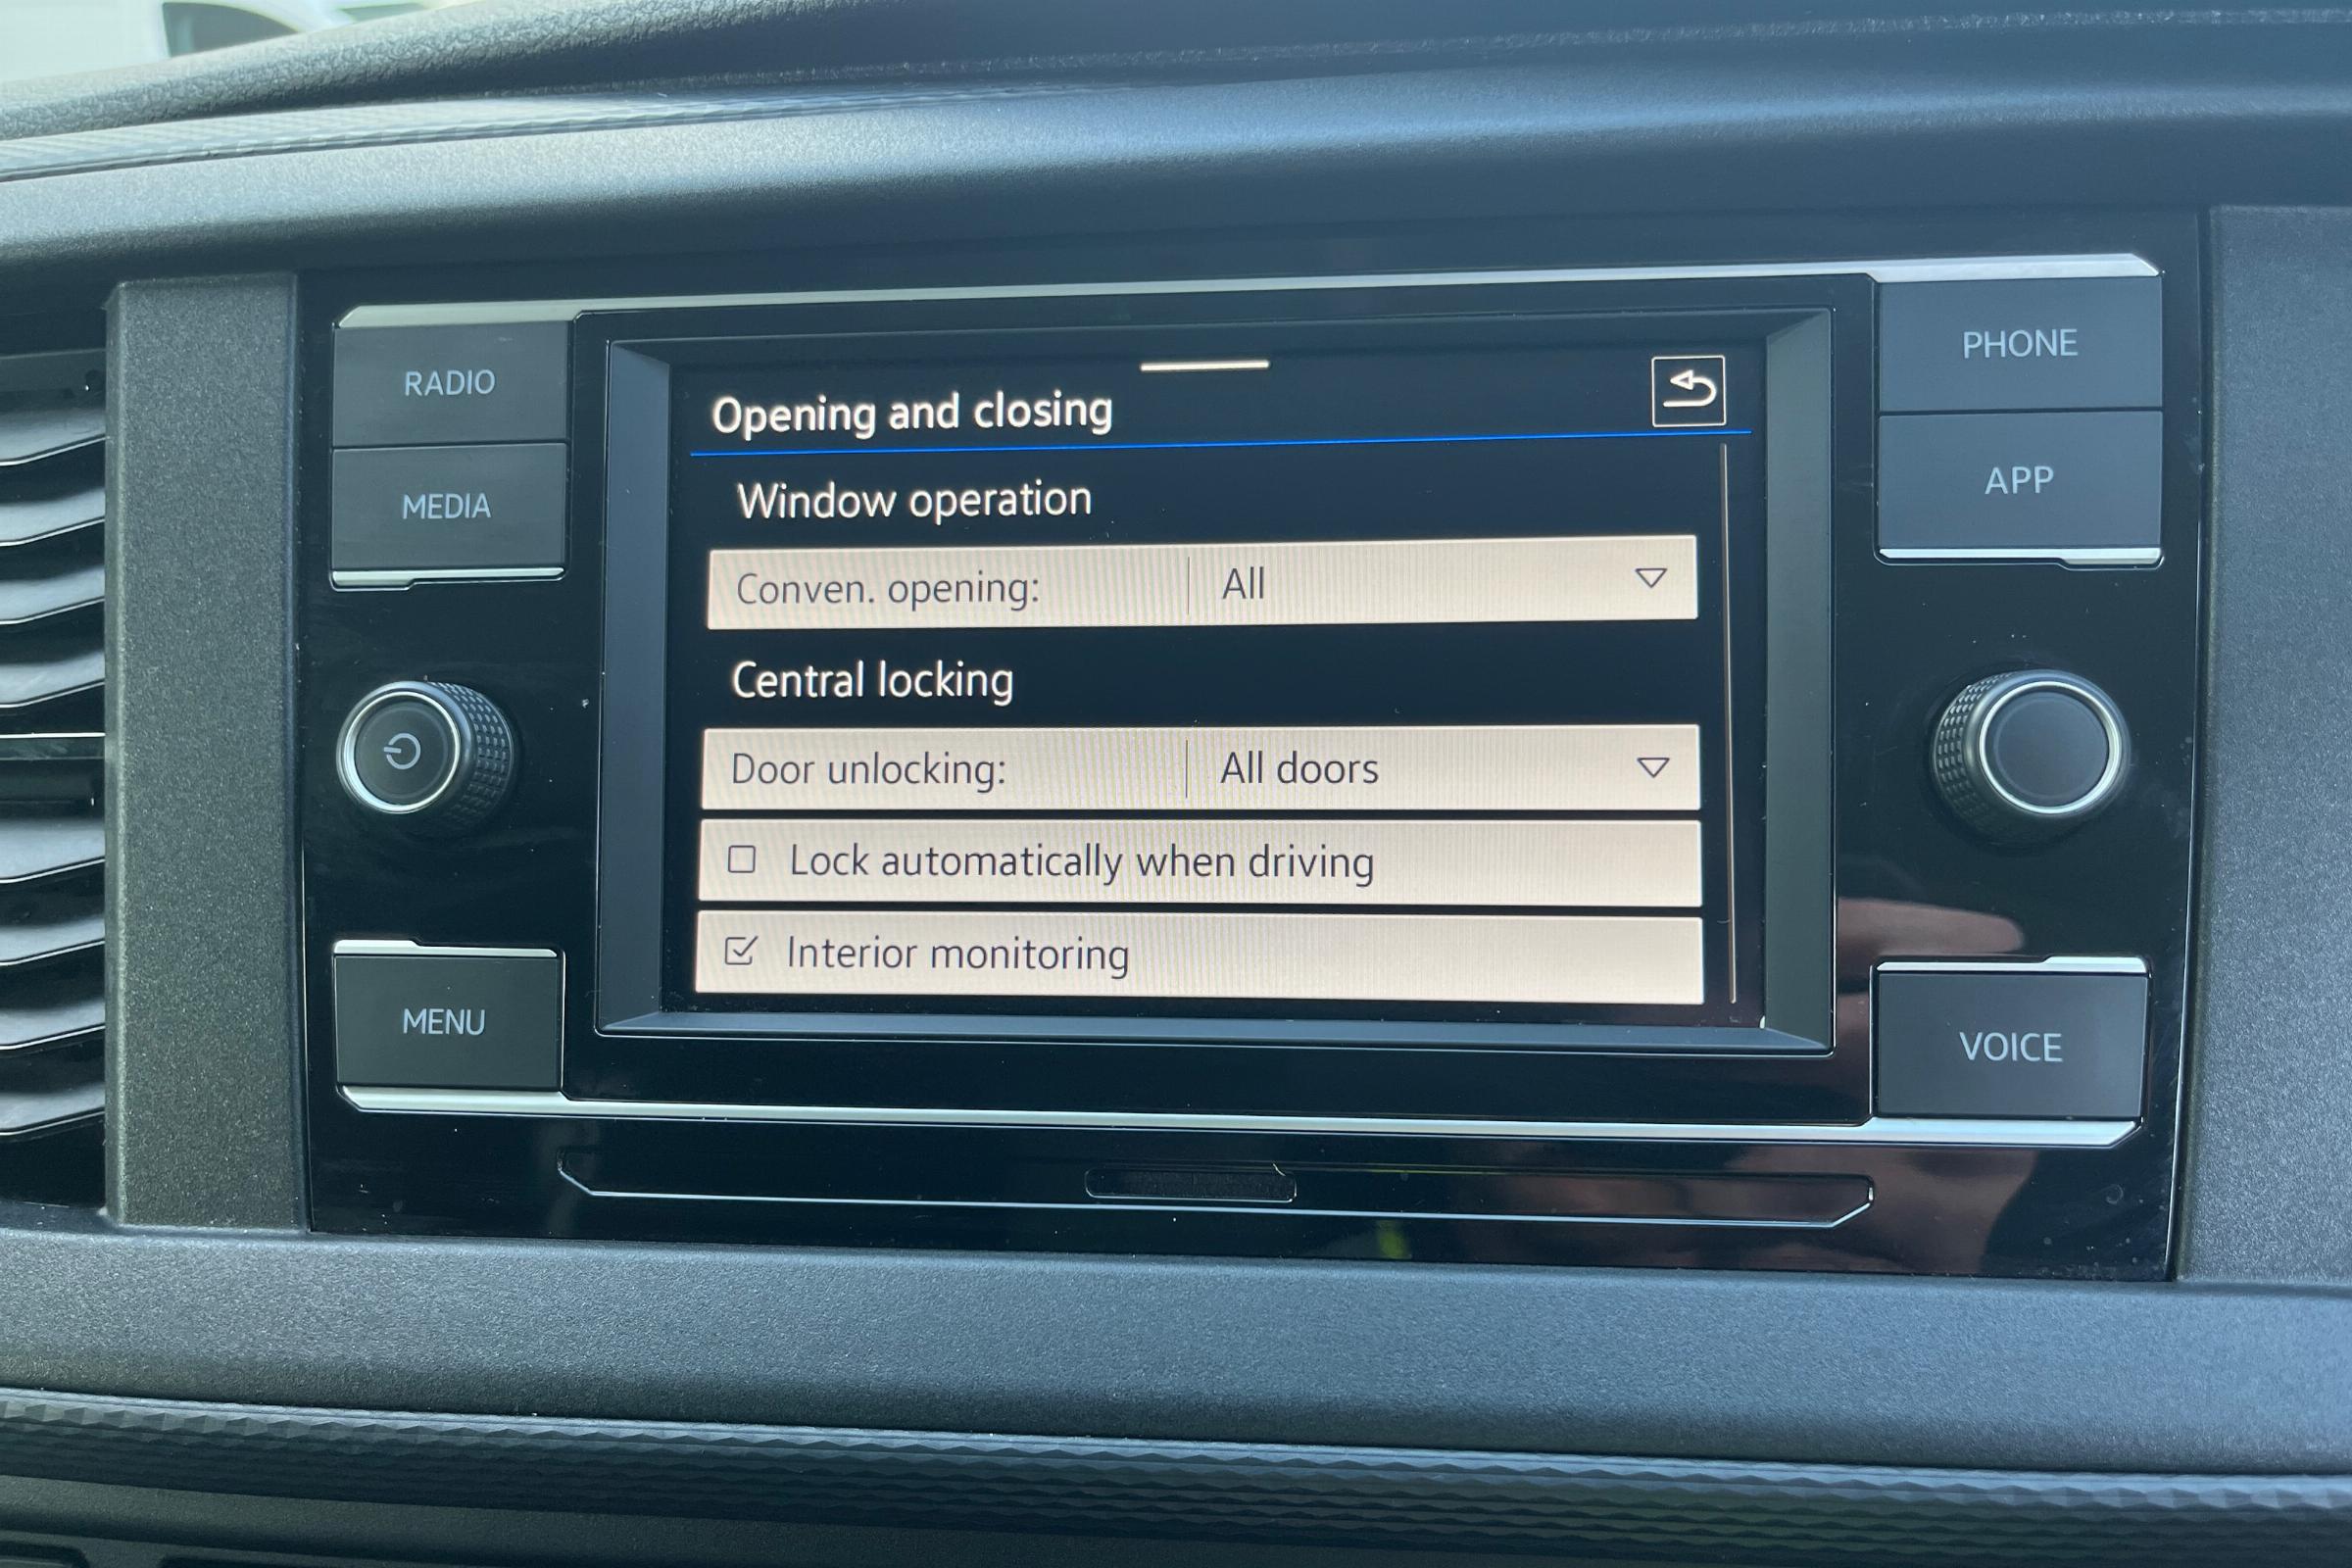 RADIO
MEDIA
MENU
Opening and closing
Window operation
Conven. opening: All
Central locking
Door unlocking: All doors
Lock automatically when driving
Interior monitoring
PHONE
APP
VOICE